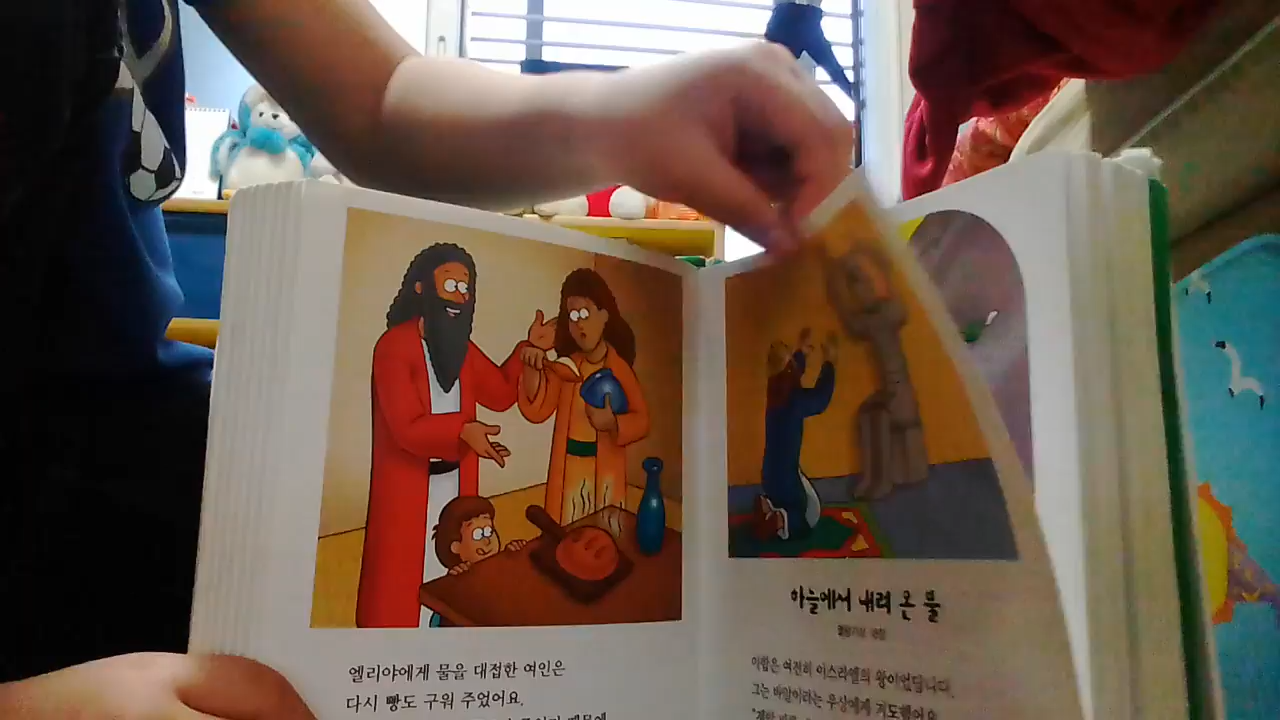 엘리야에게 물을 대접한 여인은
다시 빵도 구워 주었어요.
하늘에서 내려 온 불
아합은 여전히 이스라엘의 왕이었답니다.
그는 바알이라는 우상에게 기도했어요.